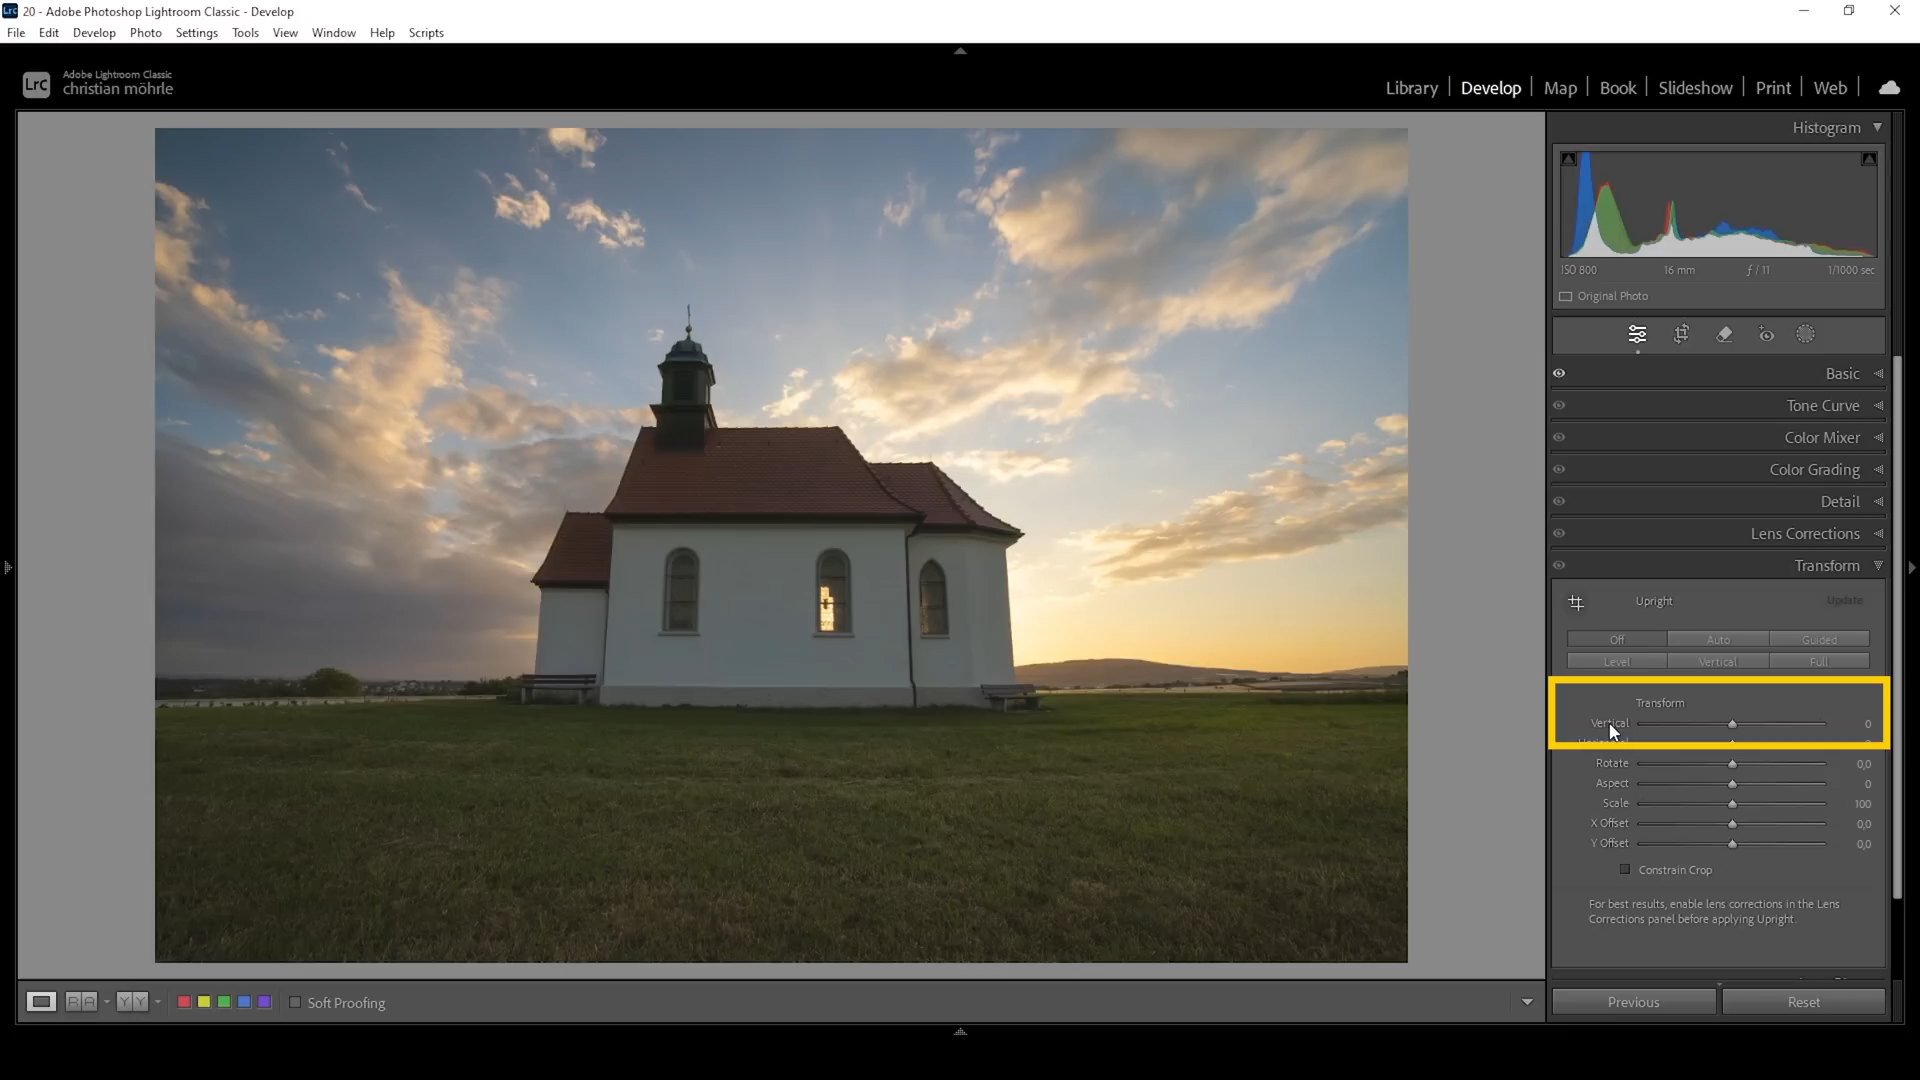 20 - Adobe Photoshop Lightroom Classic - Develop
File Edit Develop Photo Settings Tools View Window Help Scripts
LrC
Adobe Lightroom Classic
christian möhrle
Library | Develop | Map | Book | Slideshow | Print | Web |
Histogram
ISO 800 16 mm ƒ / 11 1/1000 sec
Original Photo
Basic
Tone Curve
Color Mixer
Color Grading
Detail
Lens Corrections
Transform
Upright Update
Off Auto Guided
Level Vertical Full
Transform
Vertical 0
Rotate 0,0
Aspect 0
Scale 100
X Offset 0,0
Y Offset 0,0
Constrain Crop
For best results, enable lens corrections in the Lens
Corrections panel before applying Upright.
Previous Reset
R A Y Y Soft Proofing